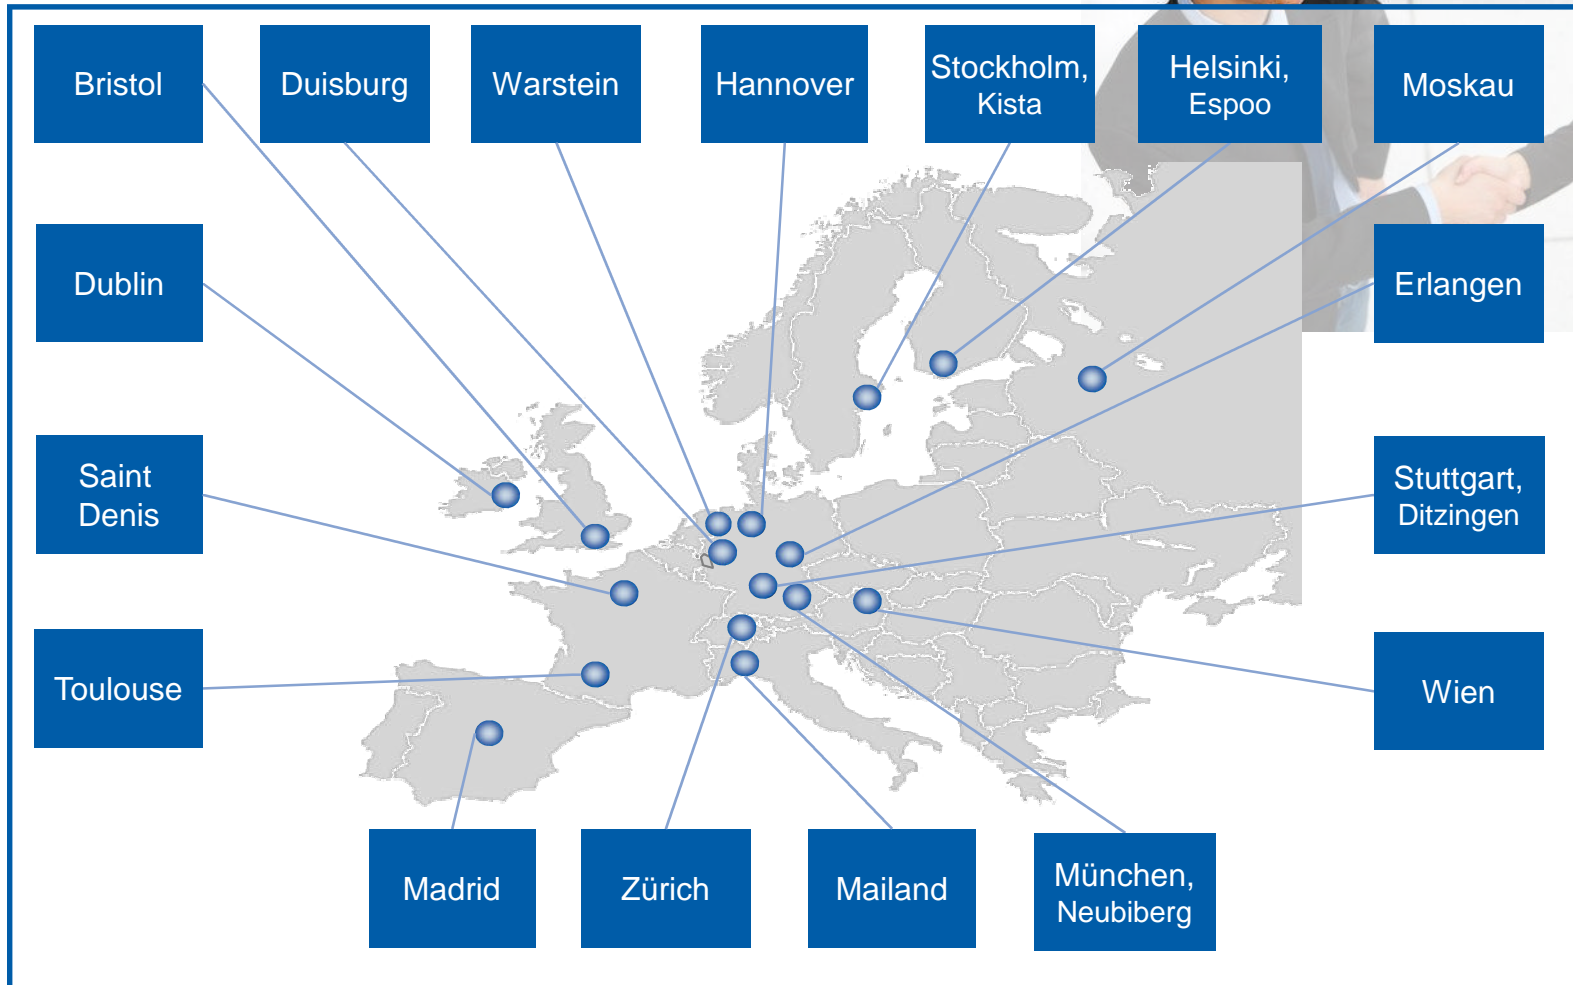 Bristol
Duisburg
Warstein
Hannover
Stockholm,
Kista
Helsinki,
Espoo
Moskau
Dublin
Erlangen
Saint
Denis
Stuttgart,
Ditzingen
Toulouse
Wien
Madrid
Zürich
Mailand
München,
Neubiberg